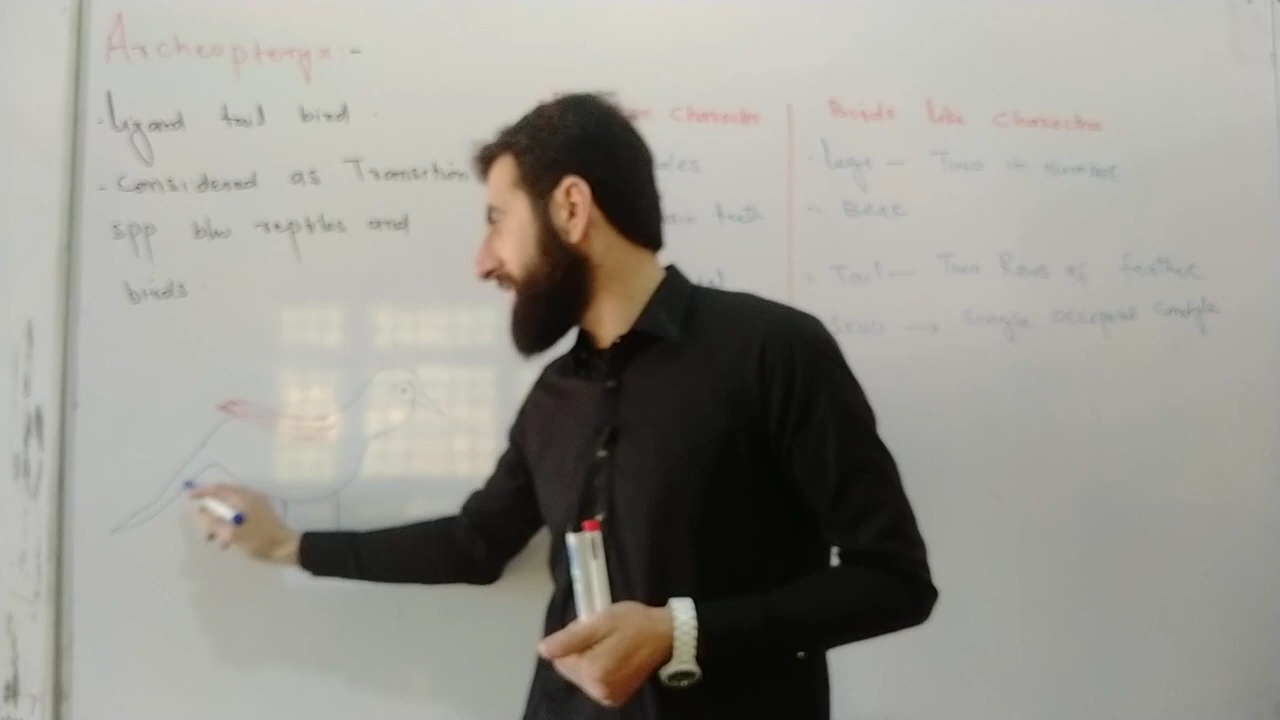 Archeopteryx:-
- lizard tail bird
- Considered as Transition
spp b/w reptiles and
birds
Character
teeth
Birds like Character
- legs - Two in number
- Beak
- Tail - Two Rows of feather
→ Single occipital Condyle